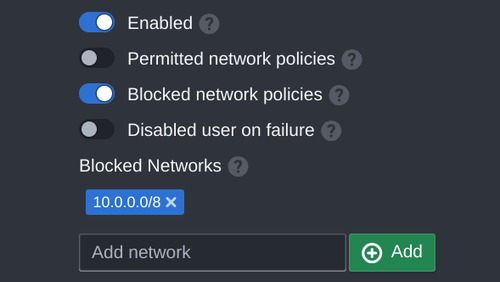 Enabled ?
Permitted network policies ?
Blocked network policies ?
Disabled user on failure ?
Blocked Networks ?
10.0.0.0/8 ×
Add network
Add